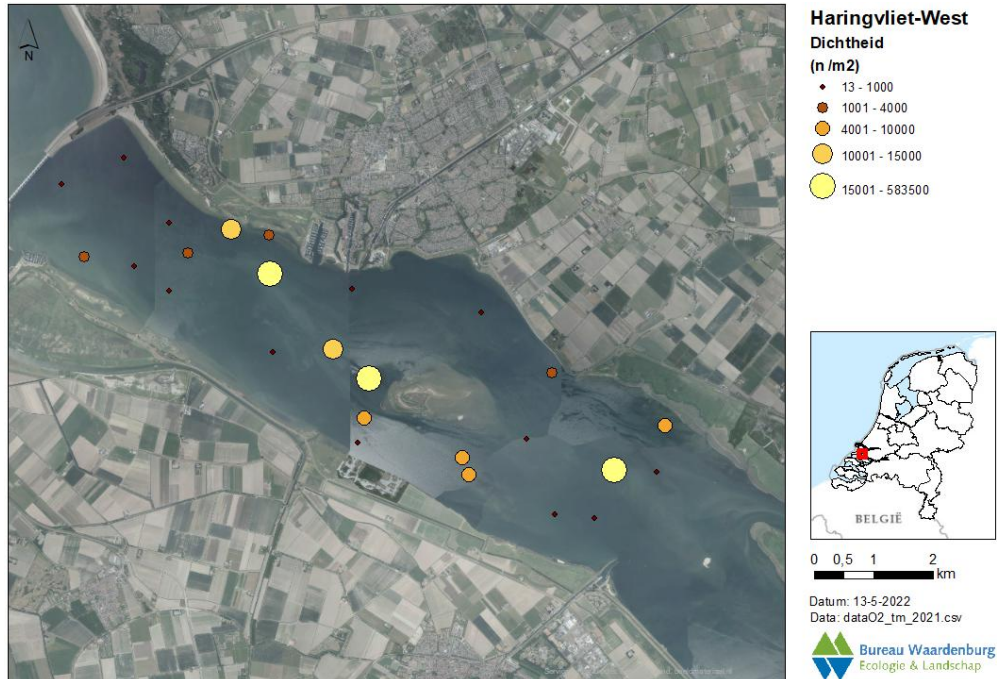 Haringvliet-West
Dichtheid
(n /m2)
13 - 1000
1001 - 4000
4001 - 10000
10001 - 15000
15001 - 583500
N
BELGIË
0 0,5 1 2
km
Datum: 13-5-2022
Data: dataO2_tm_2021.csv
Bureau Waardenburg
Ecologie & Landschap